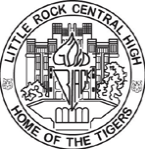 LITTLE ROCK CENTRAL HIGH
HOME OF THE TIGERS